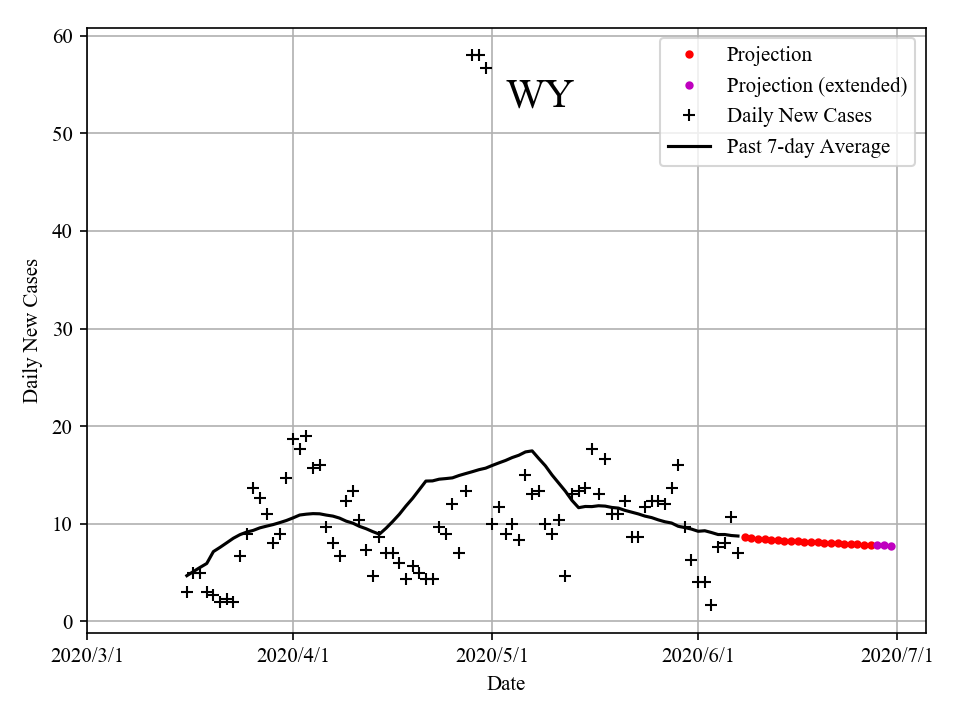 60
50
40
30
20
10
0
Daily New Cases
WY
Projection
Projection (extended)
Daily New Cases
Past 7-day Average
2020/3/1 2020/4/1 2020/5/1 2020/6/1 2020/7/1
Date